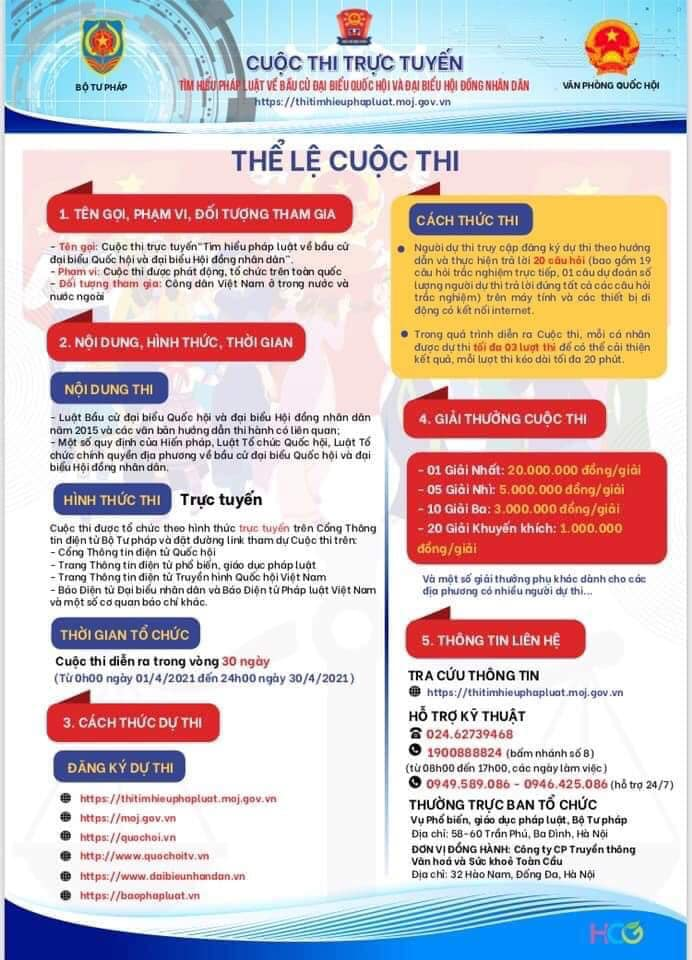 BỘ TƯ PHÁP
CUỘC THI TRỰC TUYẾN
TÌM HIỂU PHÁP LUẬT VỀ BẦU CỬ ĐẠI BIỂU QUỐC HỘI VÀ ĐẠI BIỂU HỘI ĐỒNG NHÂN DÂN
https://thitimhieuphapluat.moj.gov.vn
VĂN PHÒNG QUỐC HỘI
THỂ LỆ CUỘC THI
1. TÊN GỌI, PHẠM VI, ĐỐI TƯỢNG THAM GIA
- Tên gọi: Cuộc thi trực tuyến"Tìm hiểu pháp luật về bầu cử
đại biểu Quốc hội và đại biểu Hội đồng nhân dân".
- Phạm vi: Cuộc thi được phát động, tổ chức trên toàn quốc
- Đối tượng tham gia: Công dân Việt Nam ở trong nước và
nước ngoài
2. NỘI DUNG, HÌNH THỨC, THỜI GIAN
NỘI DUNG THI
- Luật Bầu cử đại biểu Quốc hội và đại biểu Hội đồng nhân dân
năm 2015 và các văn bản hướng dẫn thi hành có liên quan;
- Một số quy định của Hiến pháp, Luật Tổ chức Quốc hội, Luật Tổ
chức chính quyền địa phương về bầu cử đại biểu Quốc hội và đại
biểu Hội đồng nhân dân.
HÌNH THỨC THI Trực tuyến
Cuộc thi được tổ chức theo hình thức trực tuyến trên Cổng Thông
tin điện tử Bộ Tư pháp và đặt đường link tham dự Cuộc thi trên:
- Cổng Thông tin điện tử Quốc hội
- Trang Thông tin điện tử phổ biến, giáo dục pháp luật
- Trang Thông tin điện tử Truyền hình Quốc hội Việt Nam
- Báo Điện tử Đại biểu nhân dân và Báo Điện tử Pháp luật Việt Nam
và một số cơ quan báo chí khác.
THỜI GIAN TỔ CHỨC
Cuộc thi diễn ra trong vòng 30 ngày
(Từ 0h00 ngày 01/4/2021 đến 24h00 ngày 30/4/2021)
3. CÁCH THỨC DỰ THI
ĐĂNG KÝ DỰ THI
https://thitimhieuphapluat.moj.gov.vn
https://moj.gov.vn
https://quochoi.vn
http://www.quochoitv.vn
https://www.daibieunhandan.vn
https://baophapluat.vn
CÁCH THỨC THI
Người dự thi truy cập đăng ký dự thi theo hướng
dẫn và thực hiện trả lời 20 câu hỏi (bao gồm 19
câu hỏi trắc nghiệm trực tiếp, 01 câu dự đoán số
lượng người dự thi trả lời đúng tất cả các câu hỏi
trắc nghiệm) trên máy tính và các thiết bị di
động có kết nối internet.
Trong quá trình diễn ra Cuộc thi, mỗi cá nhân
được dự thi tối đa 03 lượt thi để có thể cải thiện
kết quả, mỗi lượt thi kéo dài tối đa 20 phút.
4. GIẢI THƯỞNG CUỘC THI
- 01 Giải Nhất: 20.000.000 đồng/giải
- 05 Giải Nhì: 5.000.000 đồng/giải
- 10 Giải Ba: 3.000.000 đồng/giải
- 20 Giải Khuyến khích: 1.000.000
đồng/giải
Và một số giải thưởng phụ khác dành cho các
địa phương có nhiều người dự thi...
5. THÔNG TIN LIÊN HỆ
TRA CỨU THÔNG TIN
https://thitimhieuphapluat.moj.gov.vn
HỖ TRỢ KỸ THUẬT
024.62739468
1900888824 (bấm nhánh số 8)
(từ 08h00 đến 17h00, các ngày làm việc)
0949.589.086 - 0946.425.086 (hỗ trợ 24/7)
THƯỜNG TRỰC BAN TỔ CHỨC
Vụ Phổ biến, giáo dục pháp luật, Bộ Tư pháp
Địa chỉ: 58-60 Trần Phú, Ba Đình, Hà Nội
ĐƠN VỊ ĐỒNG HÀNH: Công ty CP Truyền thông
Văn hoá và Sức khoẻ Toàn Cầu
Địa chỉ: 32 Hào Nam, Đống Đa, Hà Nội
HCG